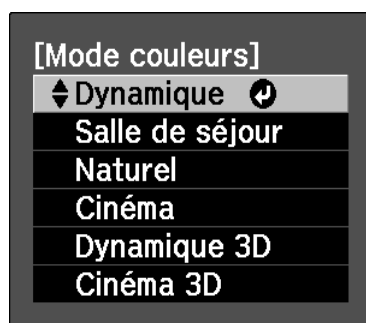 [Mode couleurs]
Dynamique
Salle de séjour
Naturel
Cinéma
Dynamique 3D
Cinéma 3D